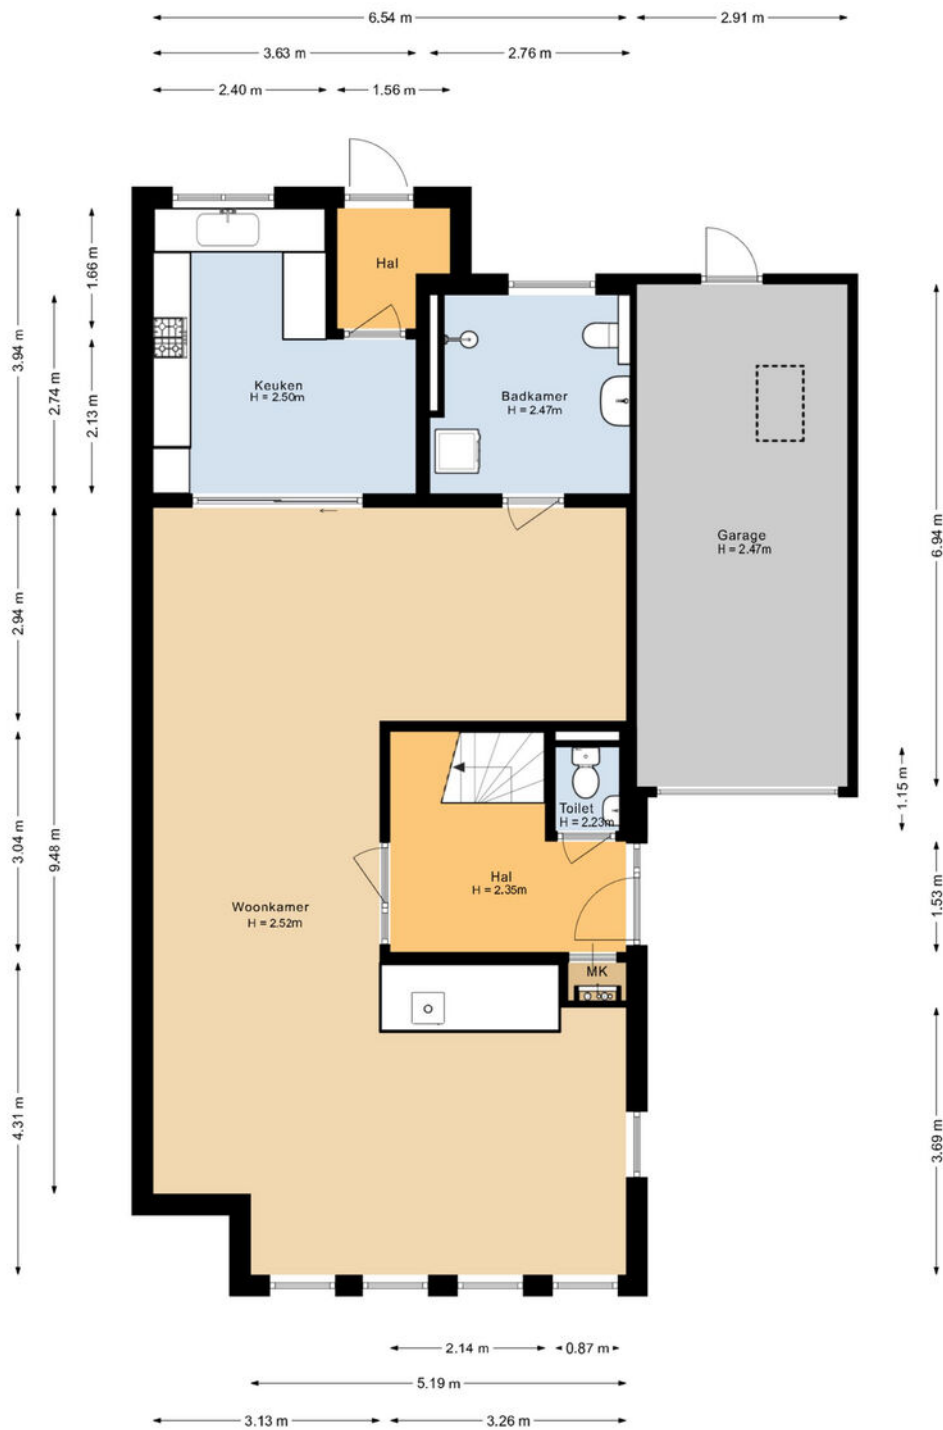 6.54 m
2.91 m
3.63 m
2.76 m
2.40 m
1.56 m
Hal
3.94 m
1.66 m
2.74 m
2.13 m
Keuken
H = 2.50m
Badkamer
H = 2.47m
Garage
H = 2.47m
6.94 m
2.94 m
1.15 m
Toilet
H = 2.23m
3.04 m
9.48 m
Hal
H = 2.35m
1.53 m
Woonkamer
H = 2.52m
MK
4.31 m
3.69 m
2.14 m
0.87 m
5.19 m
3.13 m
3.26 m